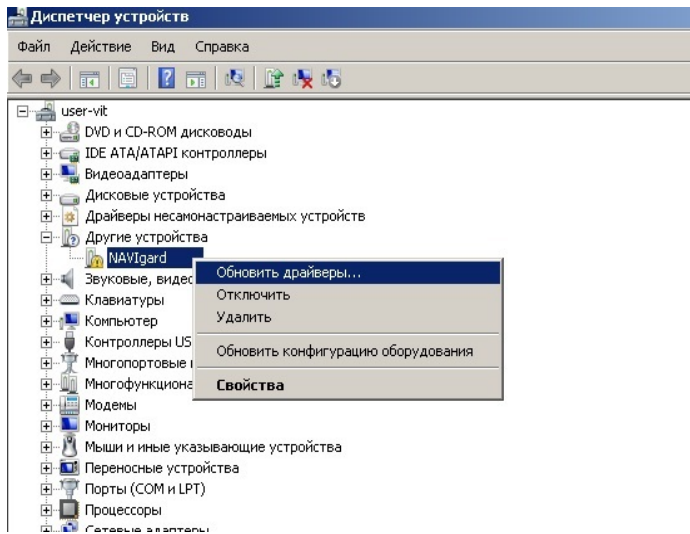 Диспетчер устройств
Файл Действие Вид Справка
user-vit
DVD и CD-ROM дисководы
IDE ATA/ATAPI контроллеры
Видеоадаптеры
Дисковые устройства
Драйверы несамонастраиваемых устройств
Другие устройства
NAVIgard
Звуковые, видео
Клавиатуры
Компьютер
Контроллеры US
Многопортовые
Многофункциона
Модемы
Мониторы
Мыши и иные указывающие устройства
Переносные устройства
Порты (COM и LPT)
Процессоры
Сетевые адаптеры
Обновить драйверы...
Отключить
Удалить
Обновить конфигурацию оборудования
Свойства